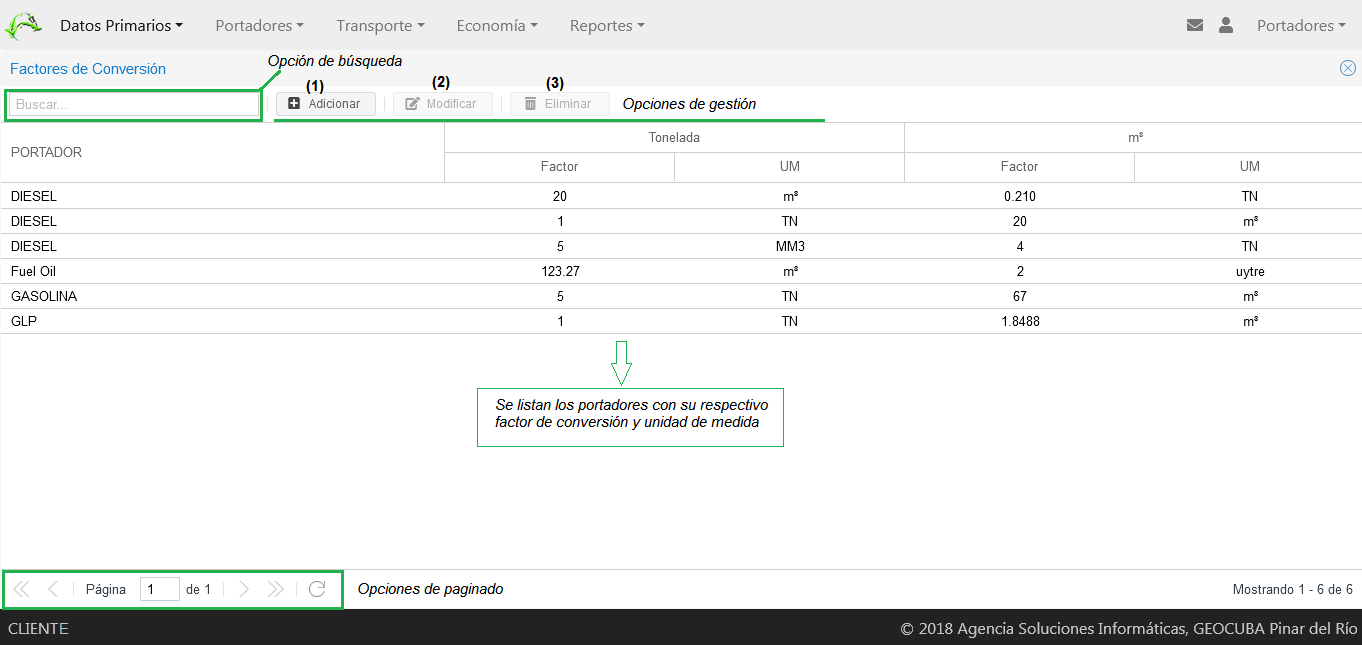 Datos Primarios Portadores Transporte Economía Reportes Portadores
Factores de Conversión
Opción de búsqueda
(1) (2) (3)
Buscar... Adicionar Modificar Eliminar Opciones de gestión
PORTADOR Tonelada m³
Factor UM Factor UM
DIESEL 20 m³ 0.210 TN
DIESEL 1 TN 20 m³
DIESEL 5 MM3 4 TN
Fuel Oil 123.27 m³ 2 uytre
GASOLINA 5 TN 67 m³
GLP 1 TN 1.8488 m³
Se listan los portadores con su respectivo
factor de conversión y unidad de medida
Página 1 de 1 Opciones de paginado Mostrando 1 - 6 de 6
CLIENTE © 2018 Agencia Soluciones Informáticas, GEOCUBA Pinar del Río